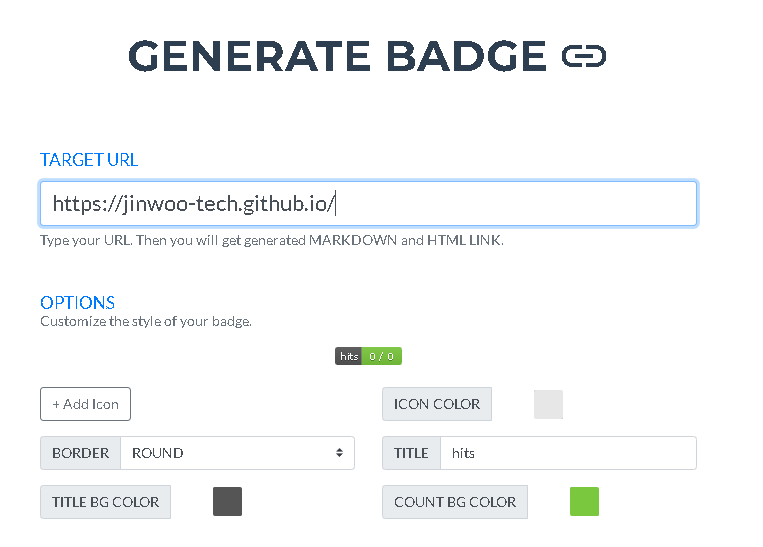 GENERATE BADGE
TARGET URL
https://jinwoo-tech.github.io/
Type your URL. Then you will get generated MARKDOWN and HTML LINK.
OPTIONS
Customize the style of your badge.
hits 0 / 0
+ Add Icon
ICON COLOR
BORDER ROUND
TITLE hits
TITLE BG COLOR
COUNT BG COLOR